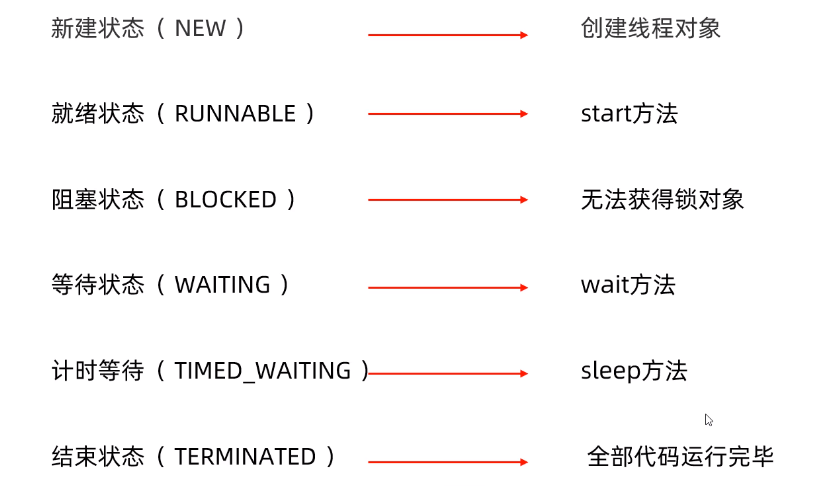 新建状态（ NEW ） 创建线程对象
就绪状态（ RUNNABLE ） start方法
阻塞状态（ BLOCKED ） 无法获得锁对象
等待状态（ WAITING ） wait方法
计时等待（ TIMED_WAITING ） sleep方法
结束状态（ TERMINATED ） 全部代码运行完毕